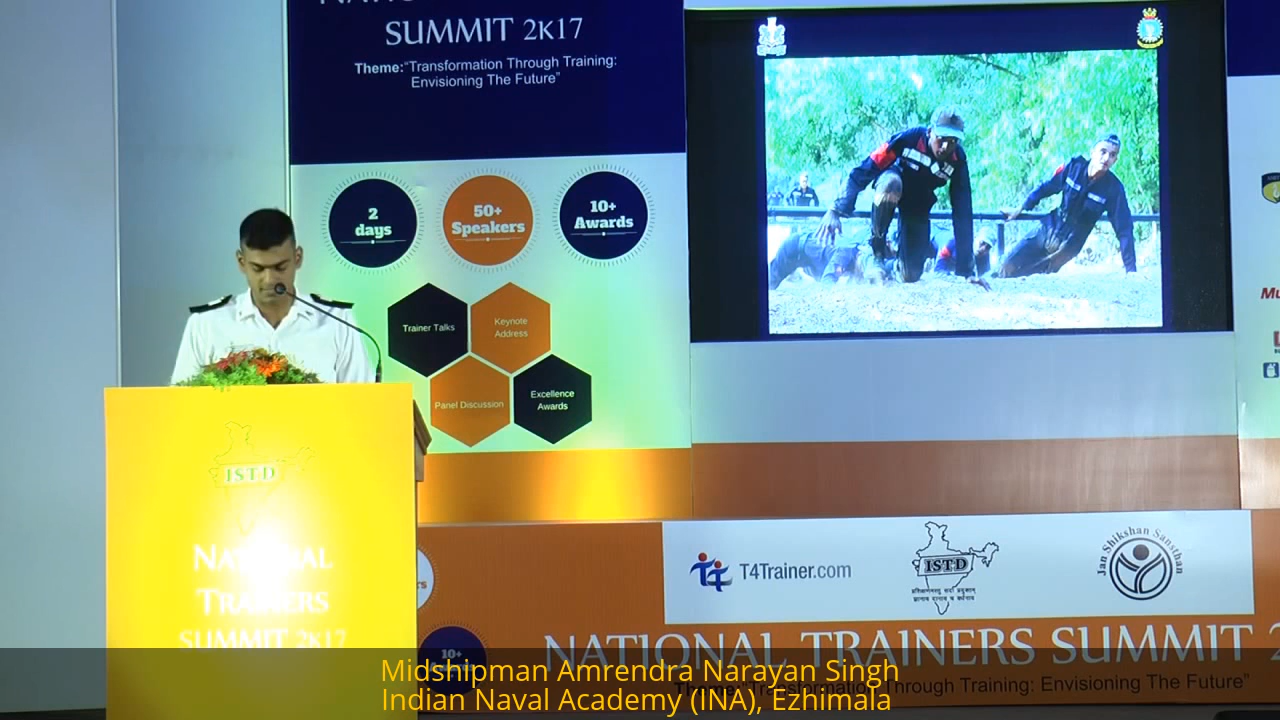 SUMMIT 2K17
Theme:"Transformation Through Training:
Envisioning The Future"
2
days
50+
Speakers
10+
Awards
Trainer Talks
Keynote
Address
Panel Discussion
Excellence
Awards
ISTD
NATIONAL
TRAINERS
SUMMIT 2K17
T4Trainer.com
ISTD
Jan Shikshan Sansthan
10+
NATIONAL TRAINERS SUMMIT
Through Training: Envisioning The Future"
Midshipman Amrendra Narayan Singh
Indian Naval Academy (INA), Ezhimala